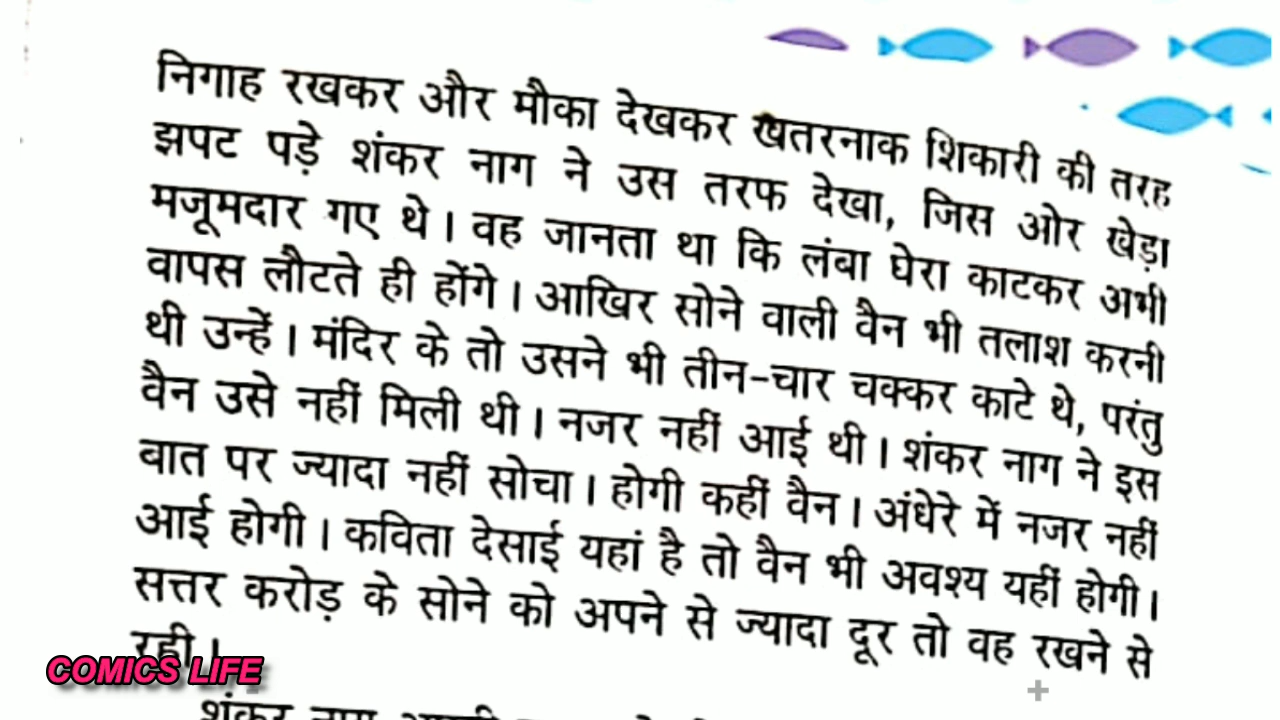 निगाह रखकर और मौका देखकर खतरनाक शिकारी की तरह
झपट पड़े शंकर नाग ने उस तरफ देखा, जिस ओर खेड़ा
मजूमदार गए थे । वह जानता था कि लंबा घेरा काटकर अभी
वापस लौटते ही होंगे । आखिर सोने वाली वैन भी तलाश करनी
थी उन्हें । मंदिर के तो उसने भी तीन-चार चक्कर काटे थे, परंतु
वैन उसे नहीं मिली थी । नजर नहीं आई थी । शंकर नाग ने इस
बात पर ज्यादा नहीं सोचा । होगी कहीं वैन । अंधेरे में नजर नहीं
आई होगी । कविता देसाई यहां है तो वैन भी अवश्य यहीं होगी ।
सत्तर करोड़ के सोने को अपने से ज्यादा दूर तो वह रखने से
रही ।
COMICS LIFE
शंकर नाग